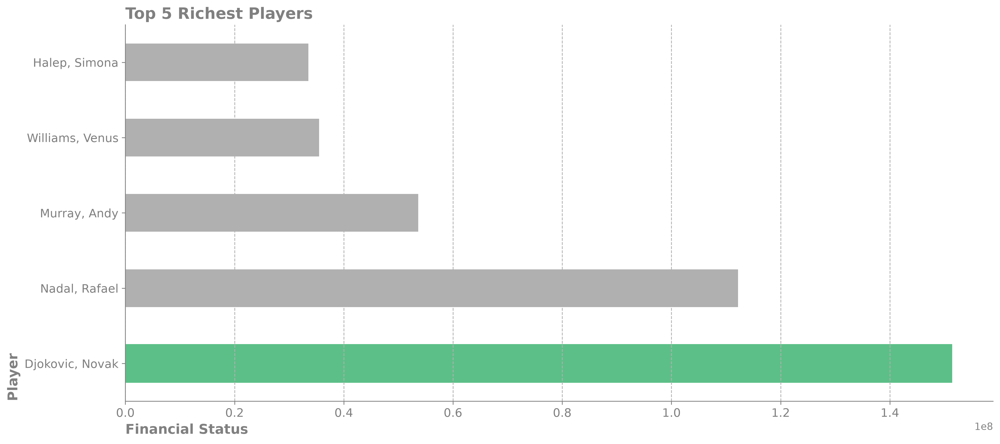 Top 5 Richest Players
Halep, Simona
Williams, Venus
Murray, Andy
Nadal, Rafael
Djokovic, Novak
Player
0.0 0.2 0.4 0.6 0.8 1.0 1.2 1.4
1e8
Financial Status